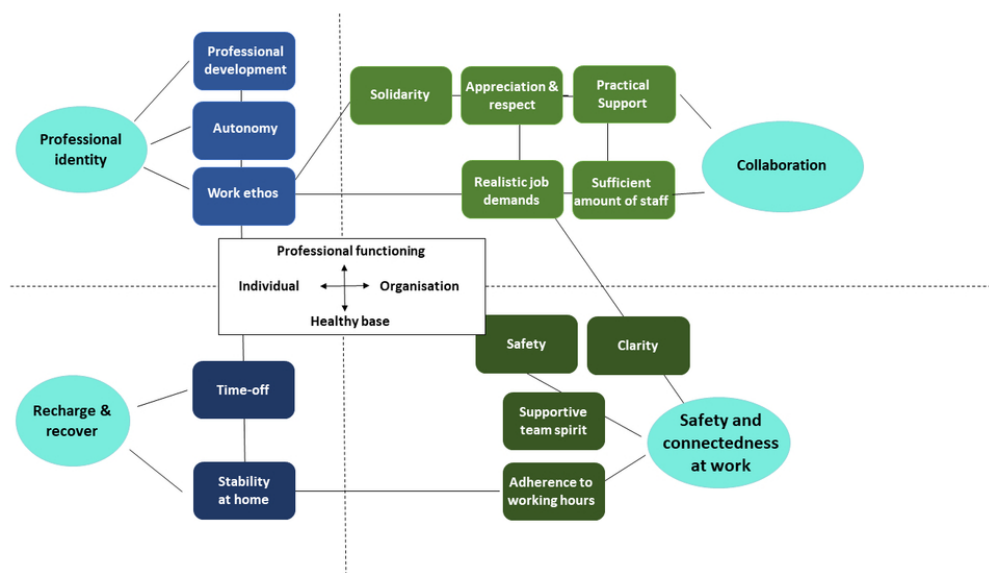 Professional
development
Autonomy
Work ethos
Professional
identity
Solidarity
Appreciation &
respect
Practical
Support
Realistic job
demands
Sufficient
amount of staff
Collaboration
Professional functioning
Individual
Organisation
Healthy base
Time-off
Stability
at home
Recharge &
recover
Safety
Clarity
Supportive
team spirit
Adherence to
working hours
Safety and
connectedness
at work